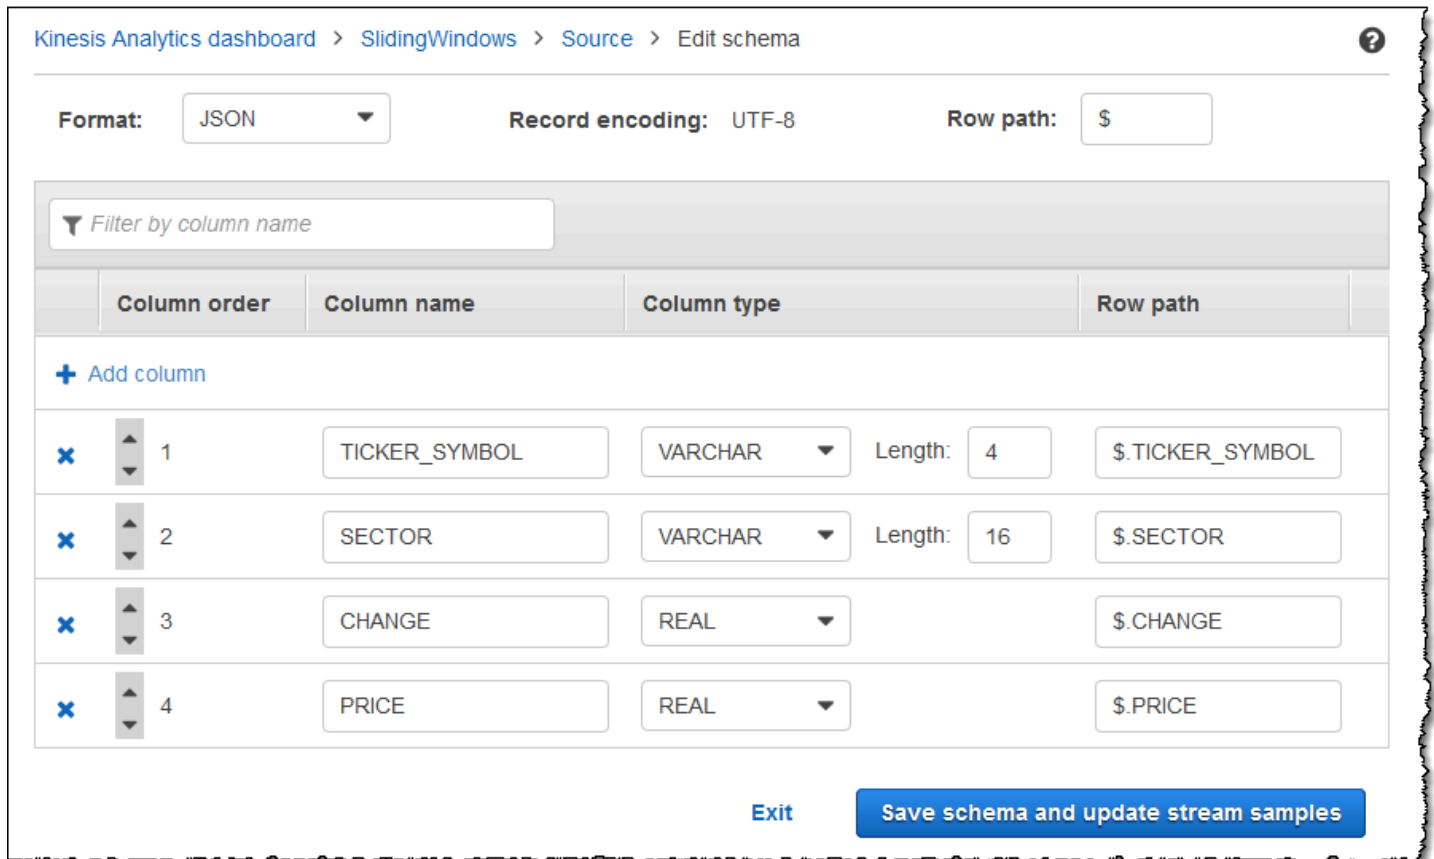 Kinesis Analytics dashboard > SlidingWindows > Source > Edit schema ?
Format: JSON Record encoding: UTF-8 Row path: $
Filter by column name
Column order Column name Column type Row path
+ Add column
1 TICKER_SYMBOL VARCHAR Length: 4 $.TICKER_SYMBOL
2 SECTOR VARCHAR Length: 16 $.SECTOR
3 CHANGE REAL $.CHANGE
4 PRICE REAL $.PRICE
Exit Save schema and update stream samples